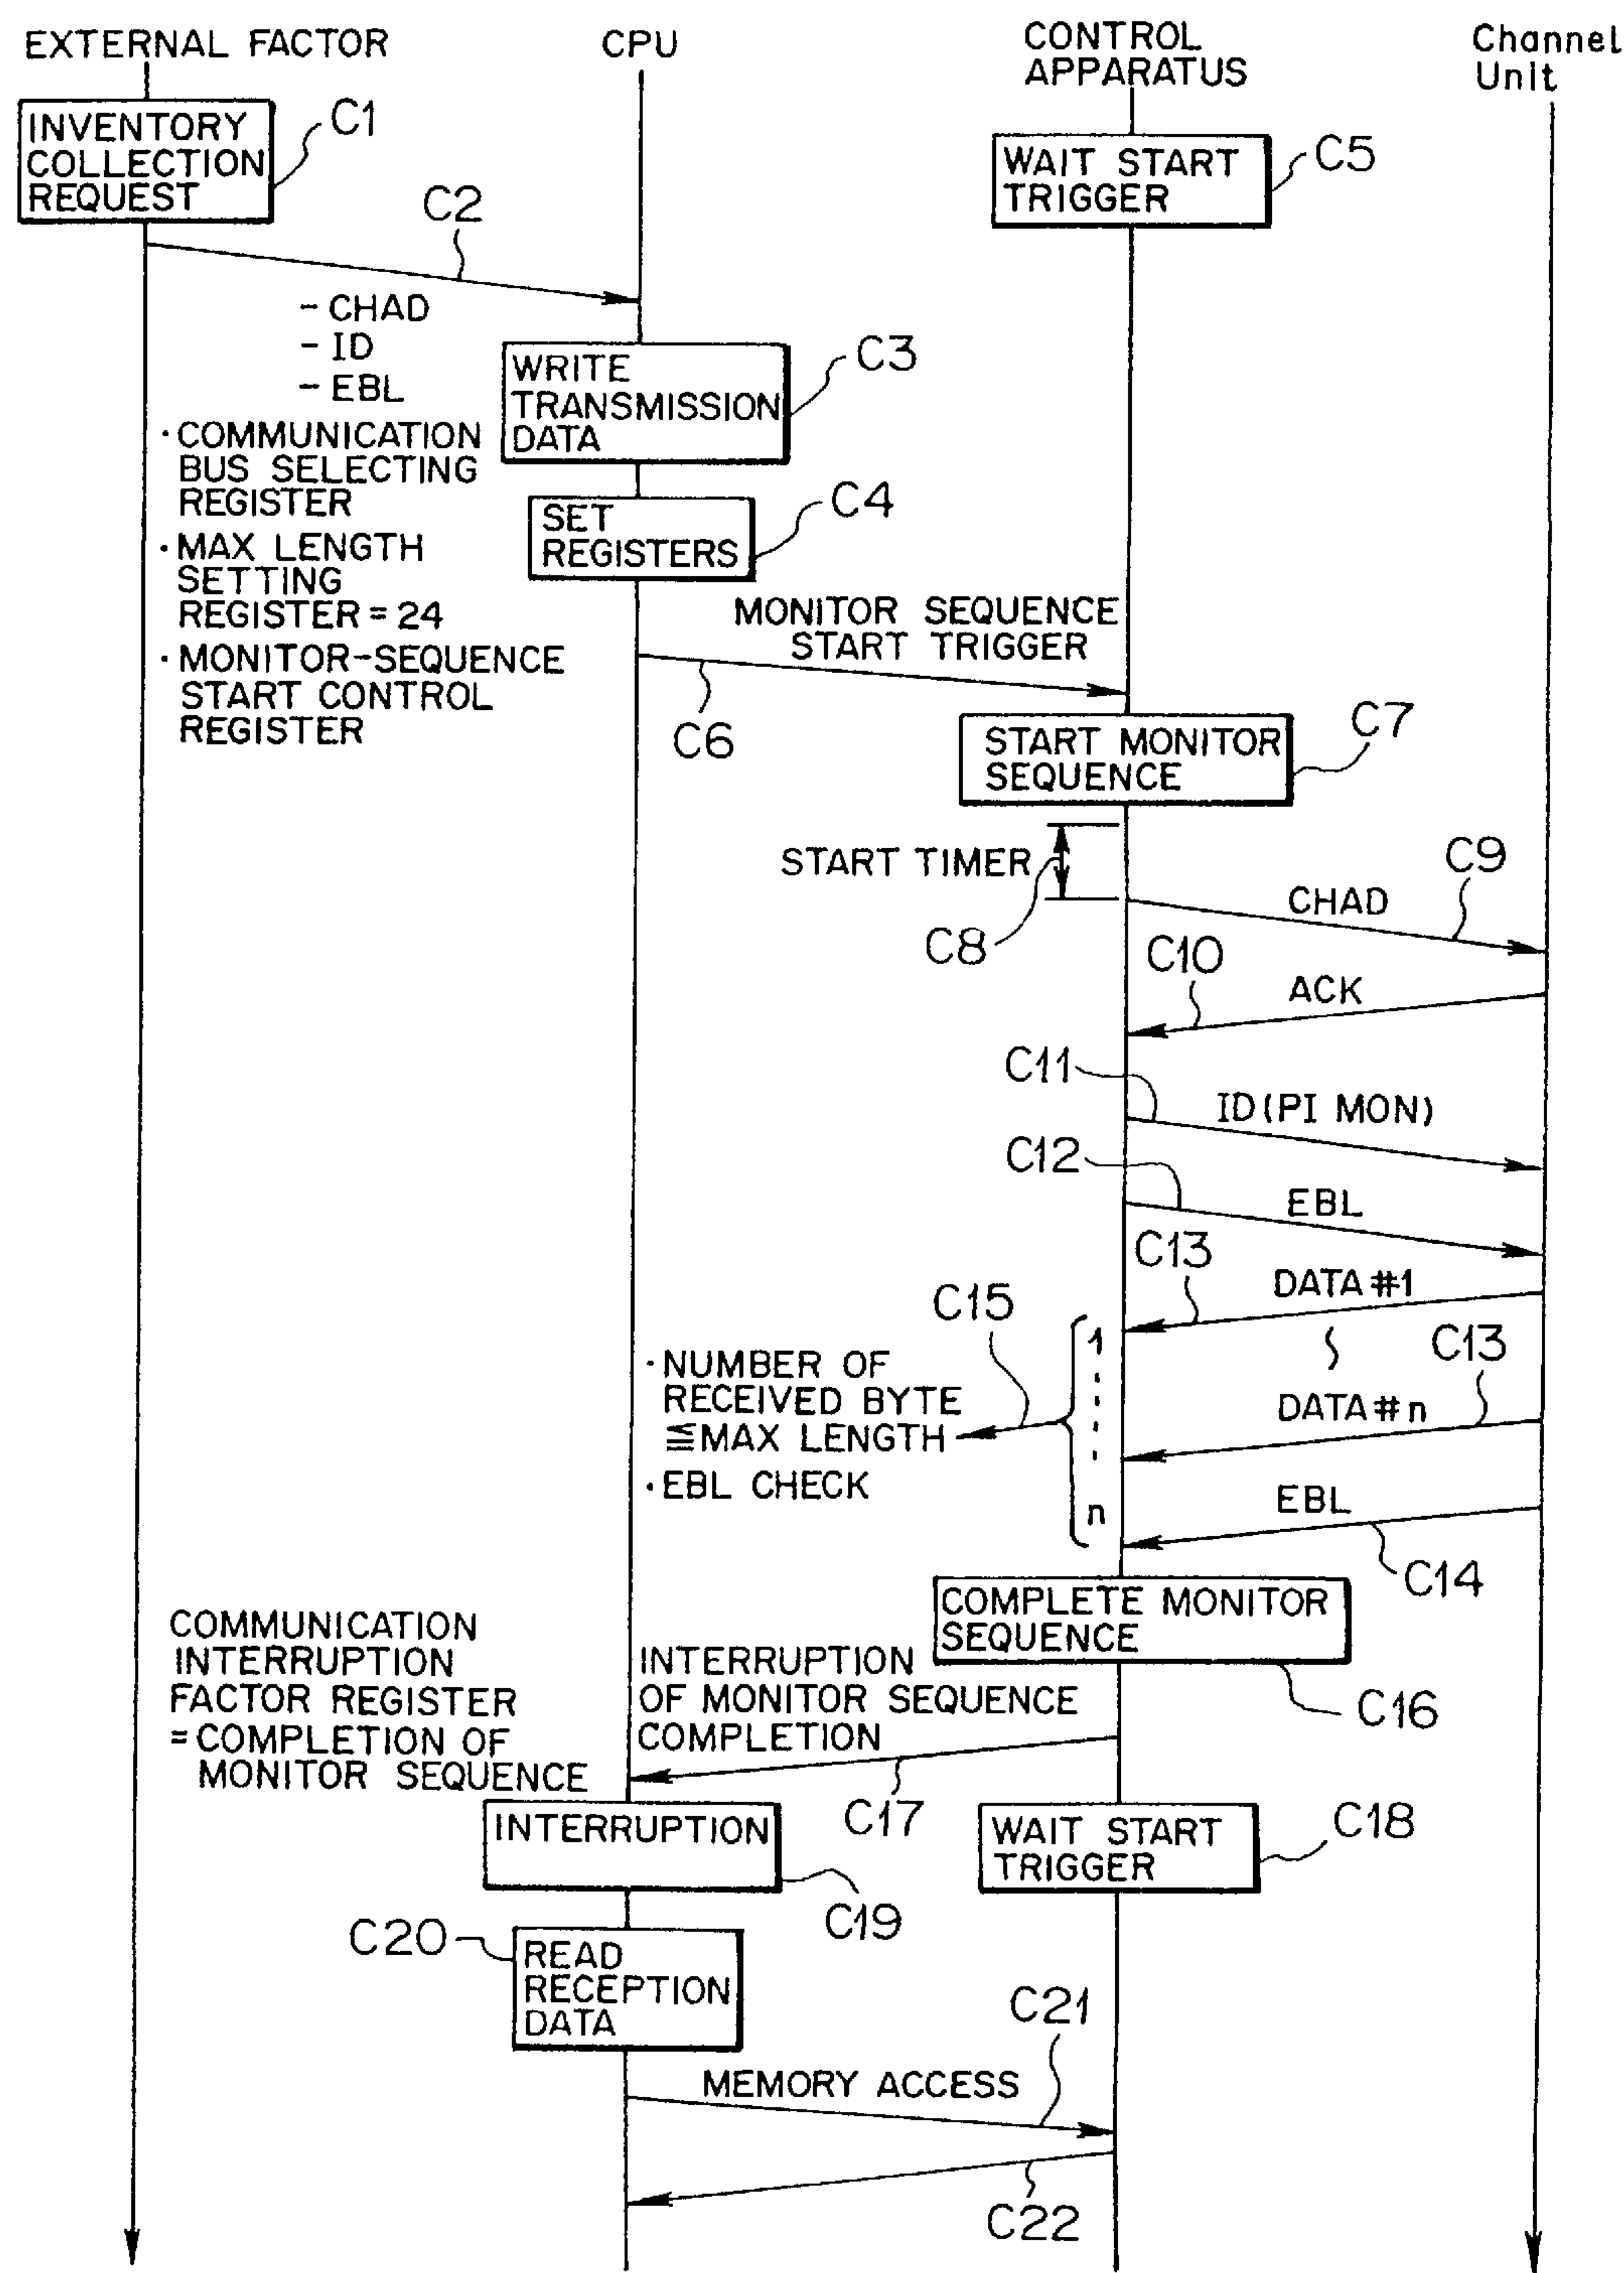 EXTERNAL FACTOR
CPU
CONTROL
APPARATUS
Channel
Unit
INVENTORY
COLLECTION
REQUEST
C1
WAIT START
TRIGGER
C5
C2
- CHAD
- ID
- EBL
WRITE
TRANSMISSION
DATA
C3
· COMMUNICATION
BUS SELECTING
REGISTER
· MAX LENGTH
SETTING
REGISTER = 24
· MONITOR-SEQUENCE
START CONTROL
REGISTER
SET
REGISTERS
C4
MONITOR SEQUENCE
START TRIGGER
C6
START MONITOR
SEQUENCE
C7
START TIMER
C8
CHAD
C9
C10
ACK
C11
ID (PI MON)
C12
EBL
C13
DATA #1
C15
1
n
C13
DATA #n
· NUMBER OF
RECEIVED BYTE
≦MAX LENGTH
· EBL CHECK
EBL
C14
COMPLETE MONITOR
SEQUENCE
C16
COMMUNICATION
INTERRUPTION
FACTOR REGISTER
= COMPLETION OF
MONITOR SEQUENCE
INTERRUPTION
OF MONITOR SEQUENCE
COMPLETION
C17
INTERRUPTION
C19
WAIT START
TRIGGER
C18
C20
READ
RECEPTION
DATA
C21
MEMORY ACCESS
C22